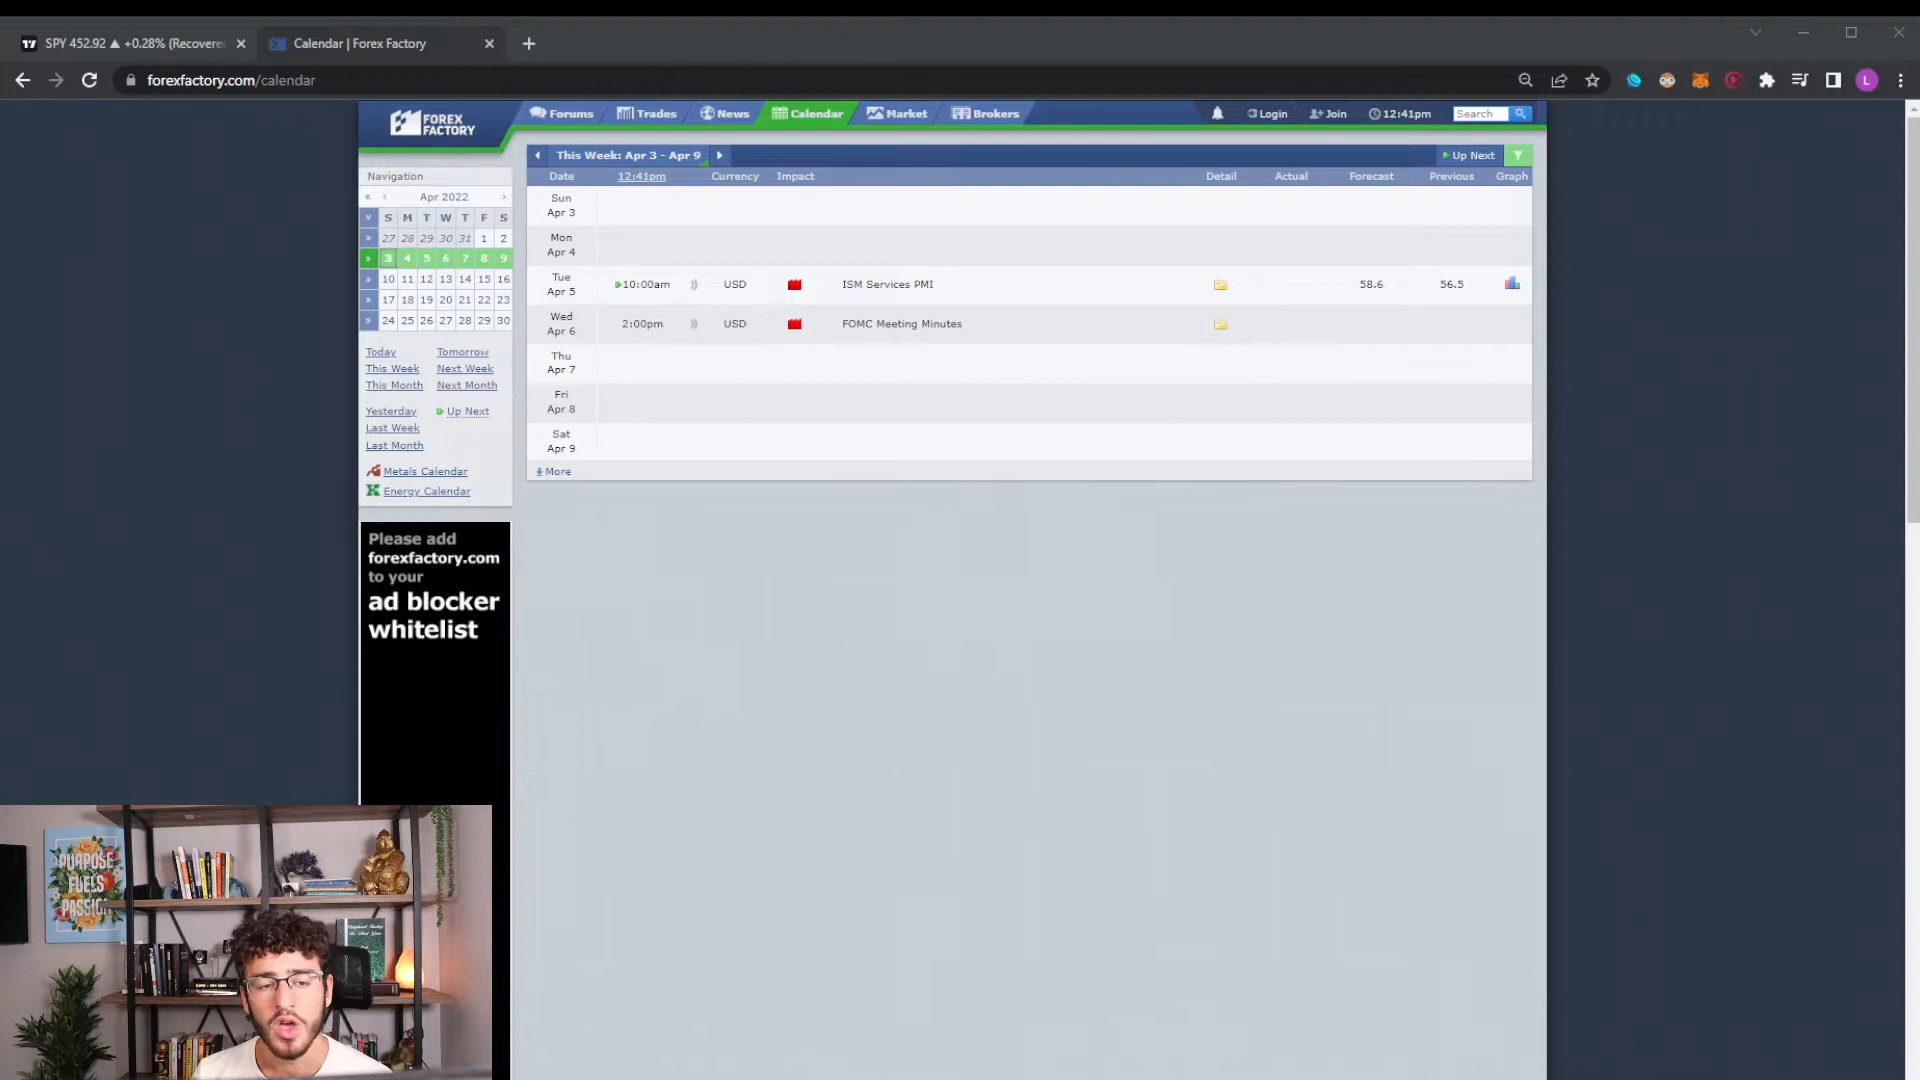 SPY 452.92 ▲ +0.28% (Recovere
Calendar | Forex Factory
forexfactory.com/calendar
L
FOREX
FACTORY
Forums
Trades
News
Calendar
Market
Brokers
Login
Join
12:41pm
Search
Navigation
« ‹ Apr 2022 ›
S M T W T F S
27 28 29 30 31 1 2
3 4 5 6 7 8 9
10 11 12 13 14 15 16
17 18 19 20 21 22 23
24 25 26 27 28 29 30
Today Tomorrow
This Week Next Week
This Month Next Month
Yesterday Up Next
Last Week
Last Month
Metals Calendar
Energy Calendar
This Week: Apr 3 - Apr 9
Up Next
Date 12:41pm Currency Impact Detail Actual Forecast Previous Graph
Sun
Apr 3
Mon
Apr 4
Tue
Apr 5
10:00am USD ISM Services PMI 58.6 56.5
Wed
Apr 6
2:00pm USD FOMC Meeting Minutes
Thu
Apr 7
Fri
Apr 8
Sat
Apr 9
More
Please add
forexfactory.com
to your
ad blocker
whitelist
PURPOSE
FUELS
PASSION